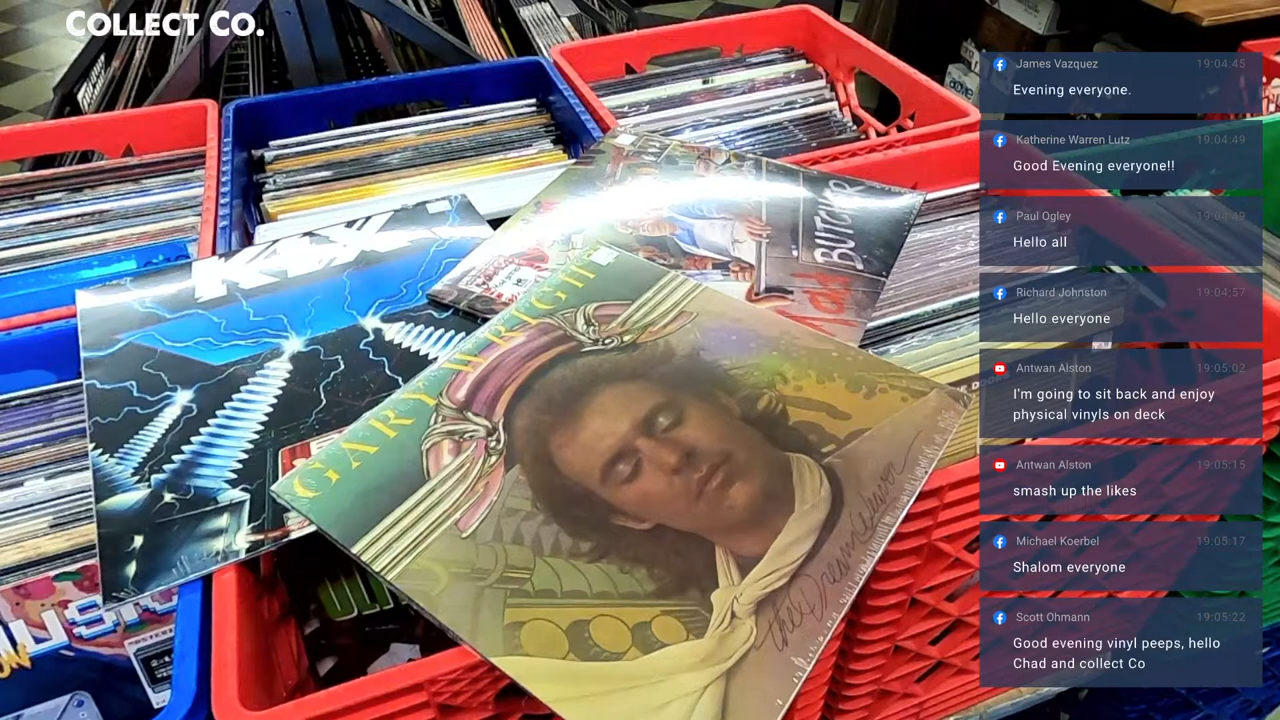 COLLECT CO.
KIX
BUTCHER
GARY WRIGHT
the Dream Weaver
James Vazquez 19:04:45
Evening everyone.
Katherine Warren Lutz 19:04:49
Good Evening everyone!!
Paul Ogley 19:04:49
Hello all
Richard Johnston 19:04:57
Hello everyone
Antwan Alston 19:05:02
I'm going to sit back and enjoy
physical vinyls on deck
Antwan Alston 19:05:15
smash up the likes
Michael Koerbel 19:05:17
Shalom everyone
Scott Ohmann 19:05:22
Good evening vinyl peeps, hello
Chad and collect Co